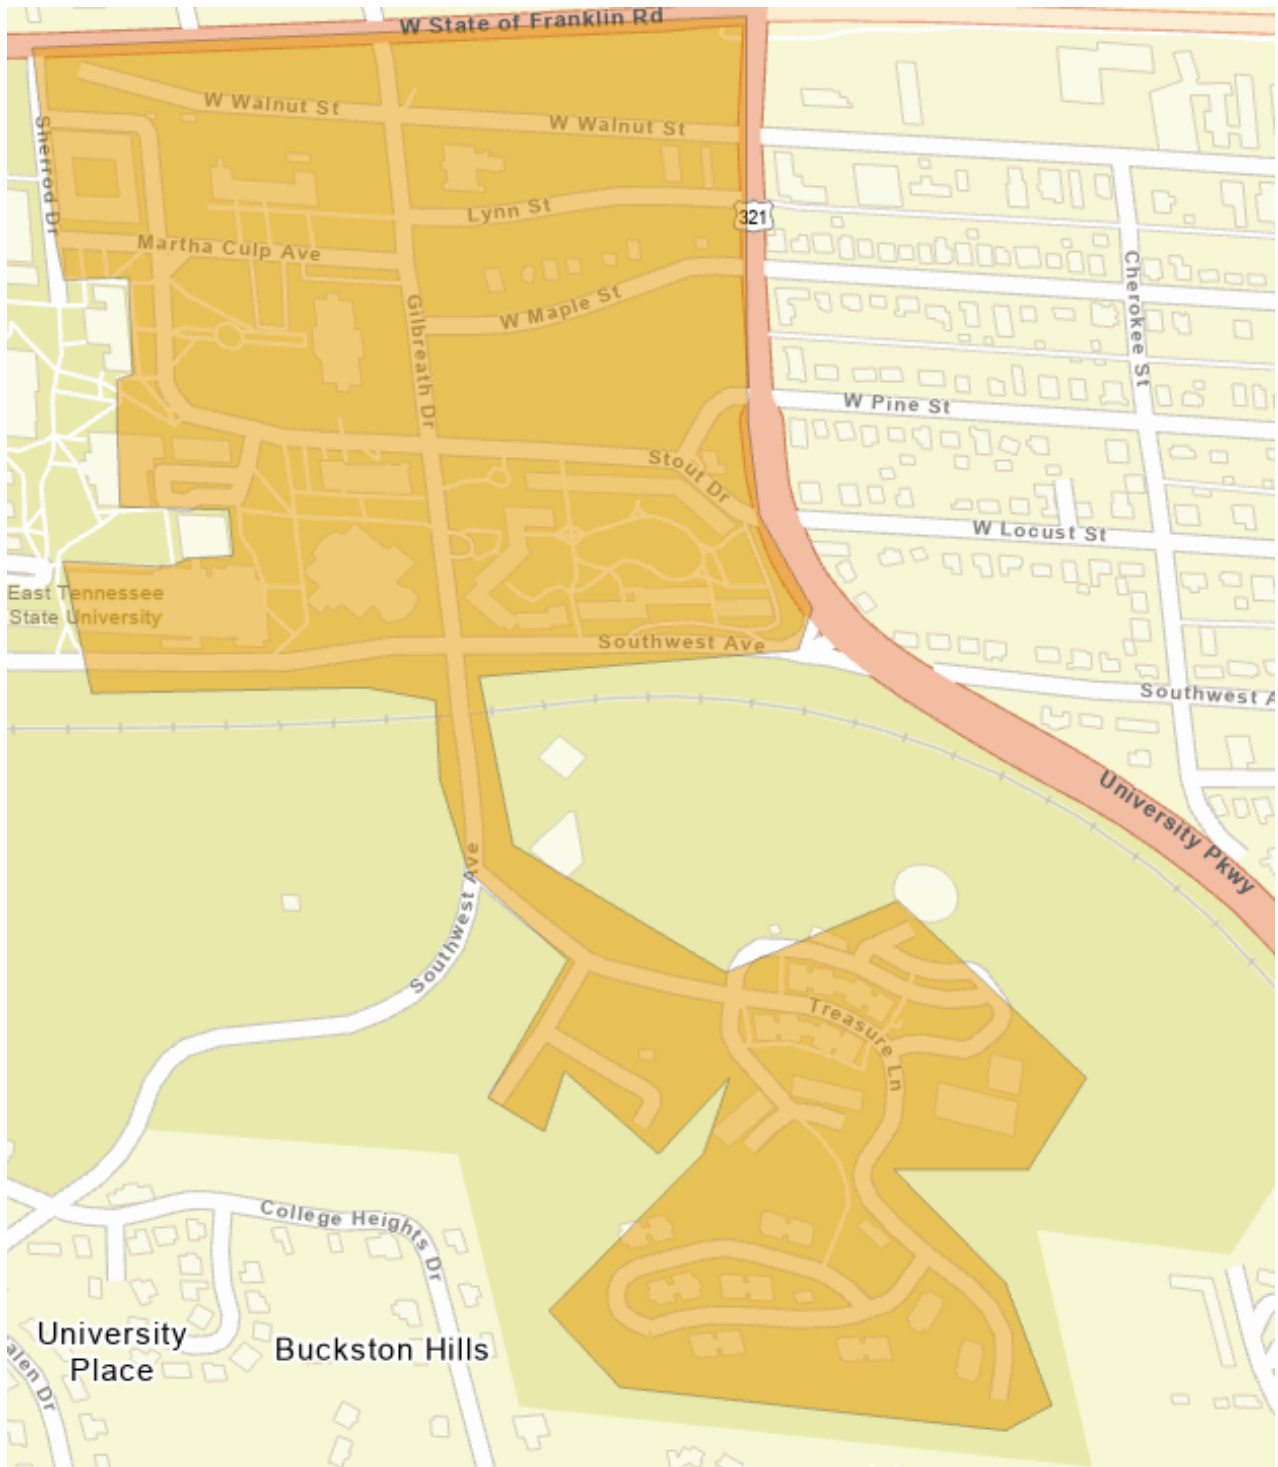 W State of Franklin Rd
W Walnut St
W Walnut St
Sherrod Dr
Lynn St
321
Martha Culp Ave
Cherokee St
W Maple St
Gilbreath Dr
W Pine St
Stout Dr
W Locust St
East Tennessee
State University
Southwest Ave
Southwest A
University Pkwy
Southwest Ave
Treasure Ln
College Heights Dr
University
Place
Buckston Hills
alen Dr